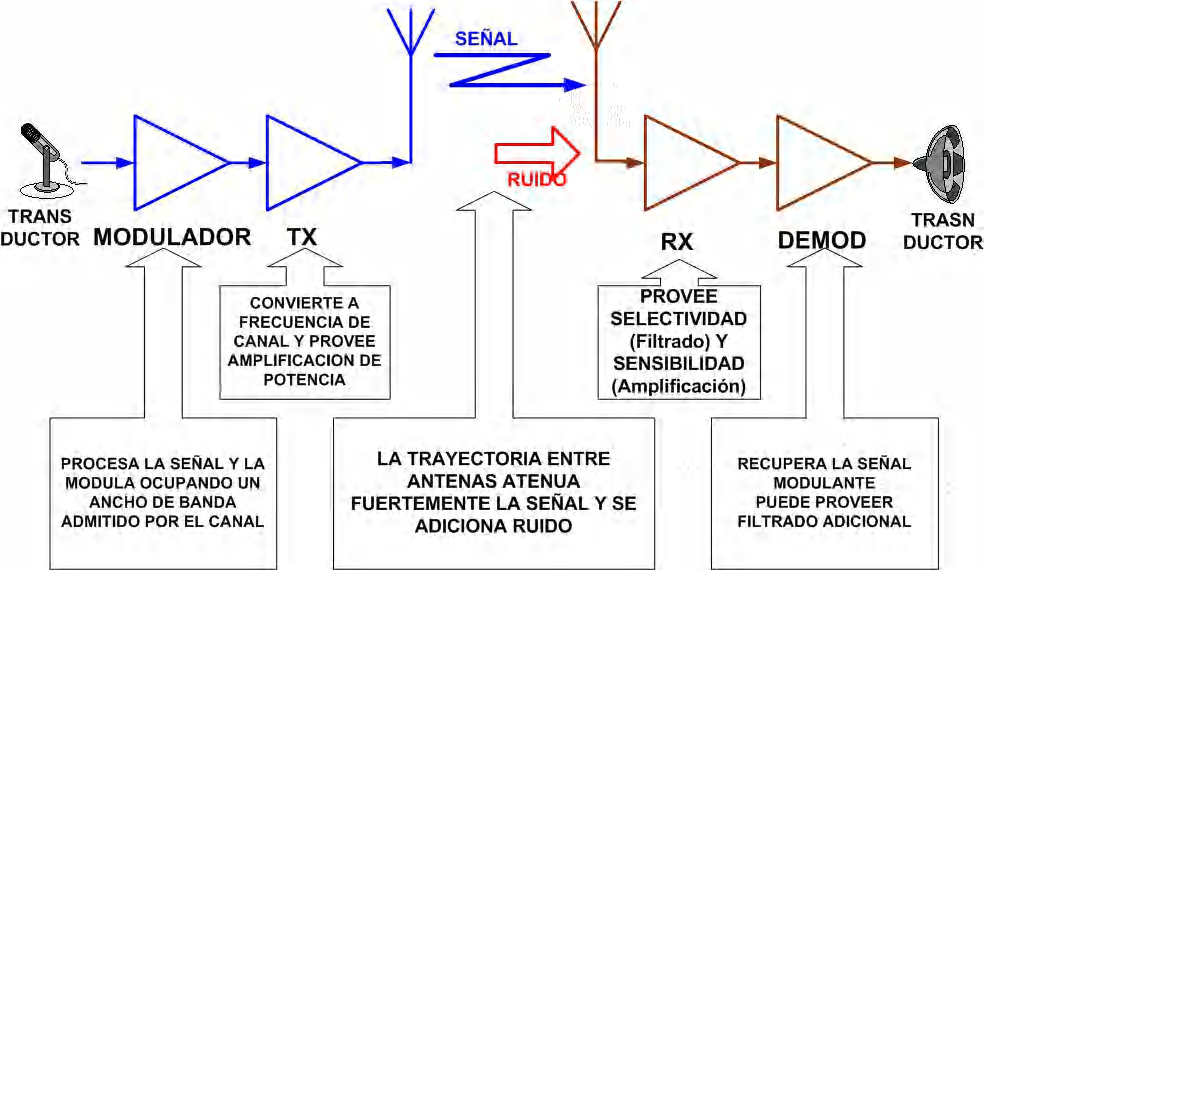 SEÑAL
RUIDO
TRANS
DUCTOR
MODULADOR
TX
RX
DEMOD
TRASN
DUCTOR
CONVIERTE A
FRECUENCIA DE
CANAL Y PROVEE
AMPLIFICACION DE
POTENCIA
PROVEE
SELECTIVIDAD
(Filtrado) Y
SENSIBILIDAD
(Amplificación)
PROCESA LA SEÑAL Y LA
MODULA OCUPANDO UN
ANCHO DE BANDA
ADMITIDO POR EL CANAL
LA TRAYECTORIA ENTRE
ANTENAS ATENUA
FUERTEMENTE LA SEÑAL Y SE
ADICIONA RUIDO
RECUPERA LA SEÑAL
MODULANTE
PUEDE PROVEER
FILTRADO ADICIONAL